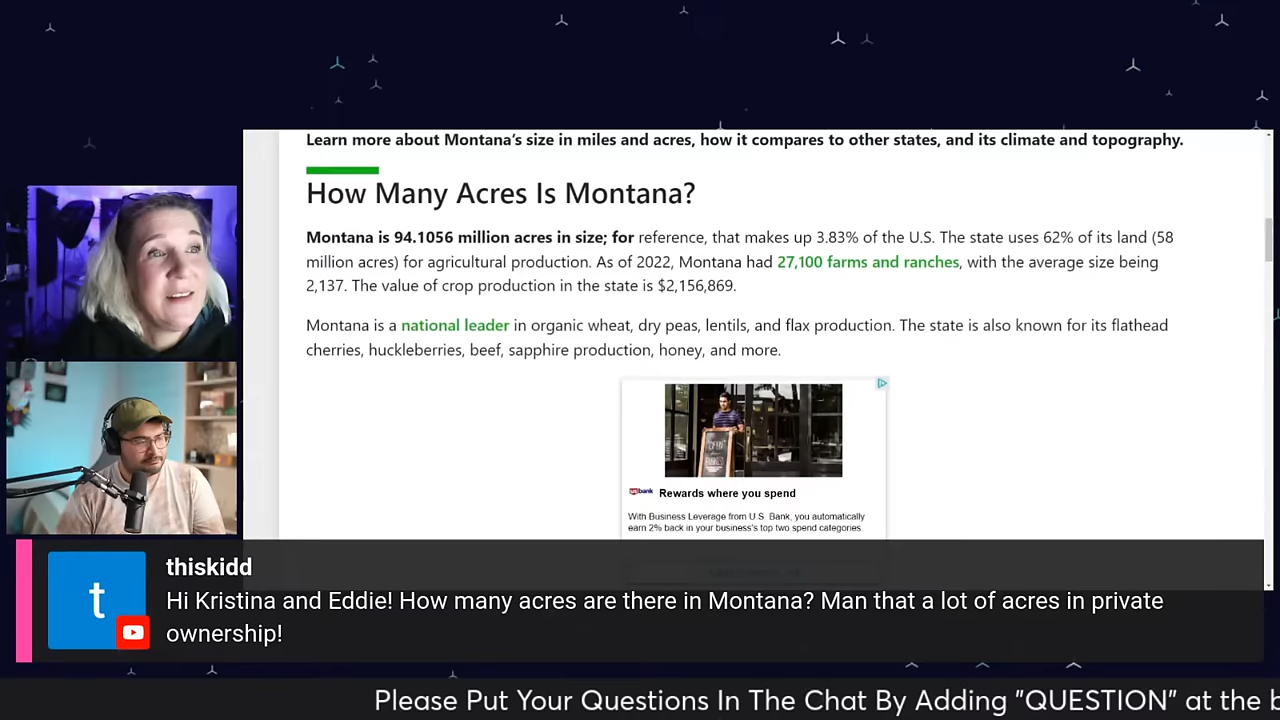 Learn more about Montana’s size in miles and acres, how it compares to other states, and its climate and topography.
How Many Acres Is Montana?
Montana is 94.1056 million acres in size; for reference, that makes up 3.83% of the U.S. The state uses 62% of its land (58
million acres) for agricultural production. As of 2022, Montana had 27,100 farms and ranches, with the average size being
2,137. The value of crop production in the state is $2,156,869.
Montana is a national leader in organic wheat, dry peas, lentils, and flax production. The state is also known for its flathead
cherries, huckleberries, beef, sapphire production, honey, and more.
usbank Rewards where you spend
With Business Leverage from U.S. Bank, you automatically
earn 2% back in your business's top two spend categories.
t
thiskidd
Hi Kristina and Eddie! How many acres are there in Montana? Man that a lot of acres in private
ownership!
Please Put Your Questions In The Chat By Adding "QUESTION" at the b